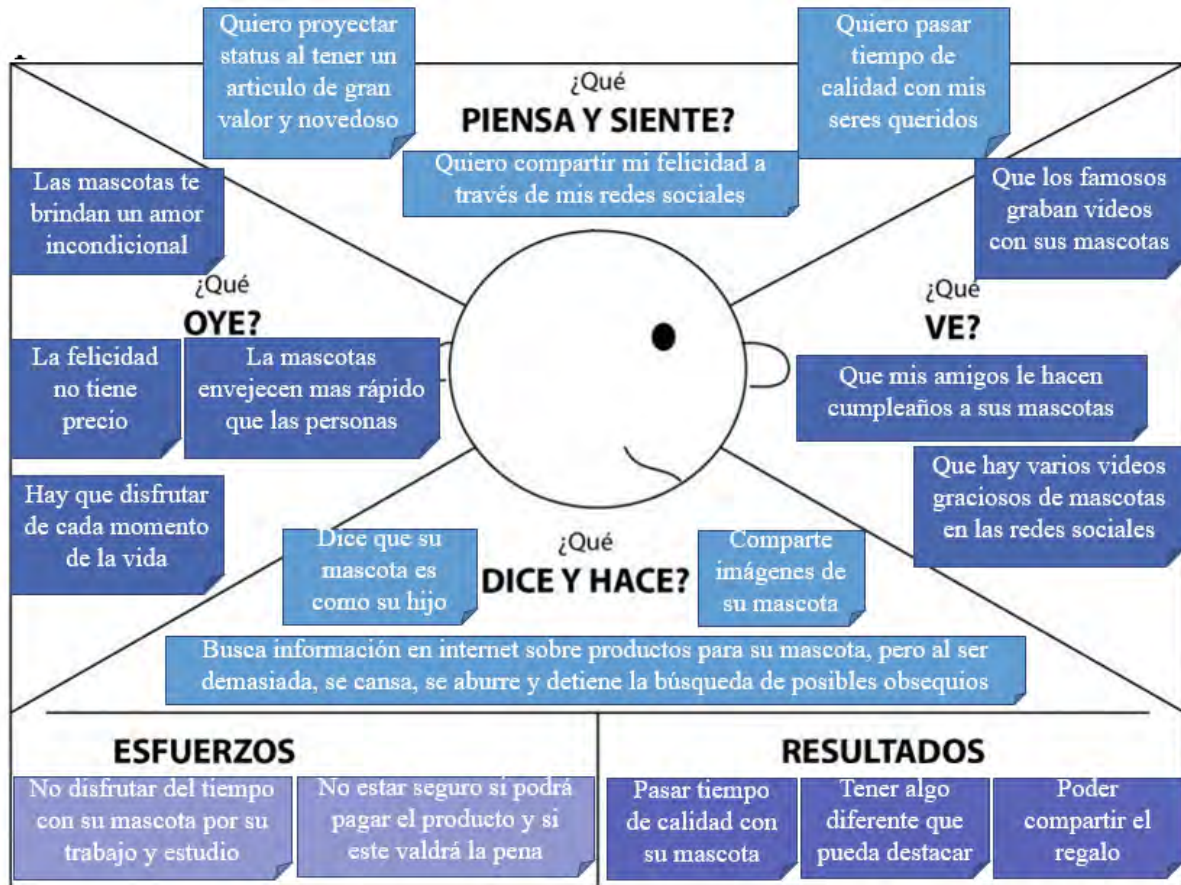 Quiero proyectar
status al tener un
articulo de gran
valor y novedoso
¿Qué
PIENSA Y SIENTE?
Quiero compartir mi felicidad a
través de mis redes sociales
Quiero pasar
tiempo de
calidad con mis
seres queridos
Las mascotas te
brindan un amor
incondicional
¿Qué
OYE?
La felicidad
no tiene
precio
La mascotas
envejecen mas rápido
que las personas
Hay que disfrutar
de cada momento
de la vida
Que los famosos
graban videos
con sus mascotas
¿Qué
VE?
Que mis amigos le hacen
cumpleaños a sus mascotas
Que hay varios videos
graciosos de mascotas
en las redes sociales
Dice que su
mascota es
como su hijo
¿Qué
DICE Y HACE?
Comparte
imágenes de
su mascota
Busca información en internet sobre productos para su mascota, pero al ser
demasiada, se cansa, se aburre y detiene la búsqueda de posibles obsequios
ESFUERZOS
No disfrutar del tiempo
con su mascota por su
trabajo y estudio
No estar seguro si podrá
pagar el producto y si
este valdrá la pena
RESULTADOS
Pasar tiempo
de calidad con
su mascota
Tener algo
diferente que
pueda destacar
Poder
compartir el
regalo